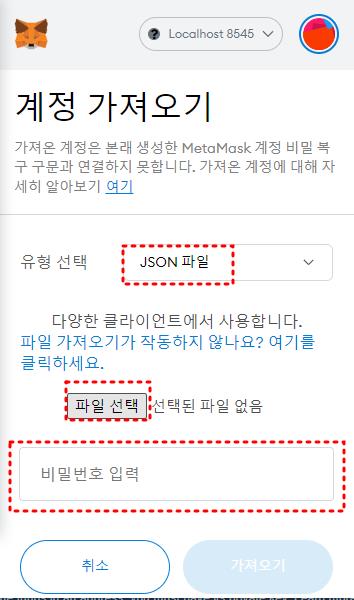 Localhost 8545
계정 가져오기
가져온 계정은 본래 생성한 MetaMask 계정 비밀 복
구 구문과 연결하지 못합니다. 가져온 계정에 대해 자
세히 알아보기 여기
유형 선택 JSON 파일
다양한 클라이언트에서 사용합니다.
파일 가져오기가 작동하지 않나요? 여기를
클릭하세요.
파일 선택 선택된 파일 없음
비밀번호 입력
취소 가져오기